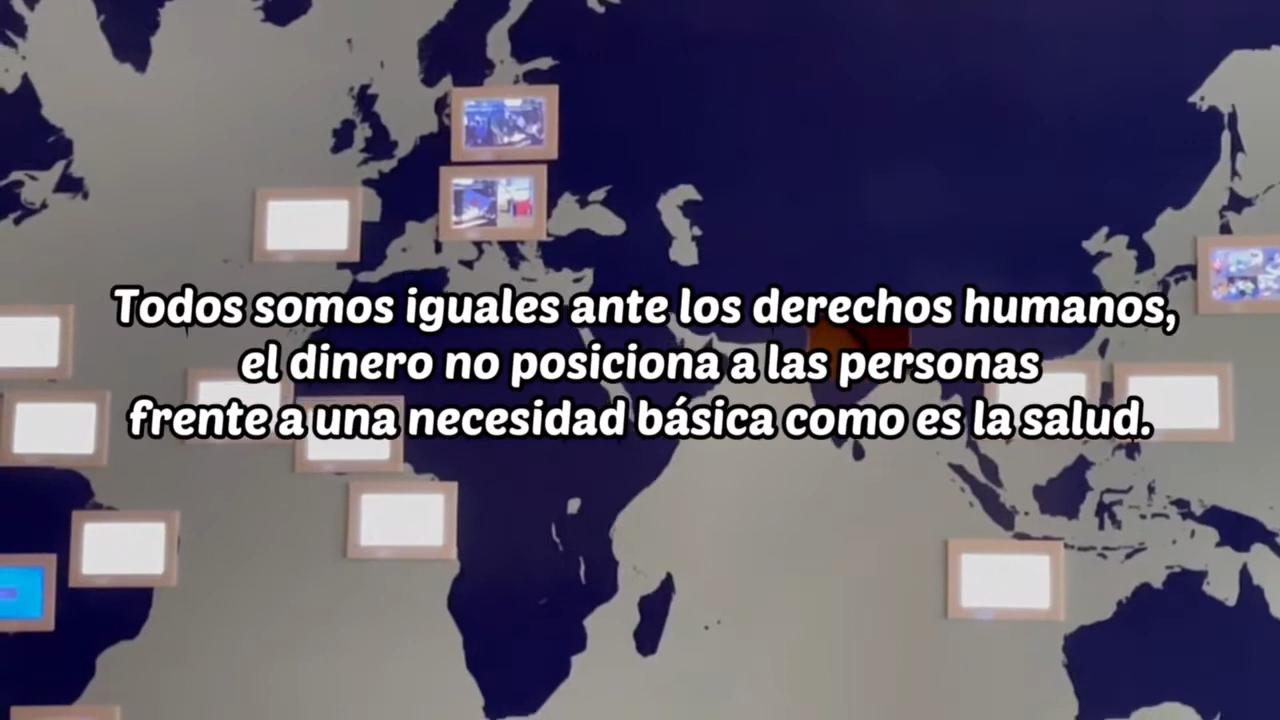 Todos somos iguales ante los derechos humanos,
el dinero no posiciona a las personas
frente a una necesidad básica como es la salud.